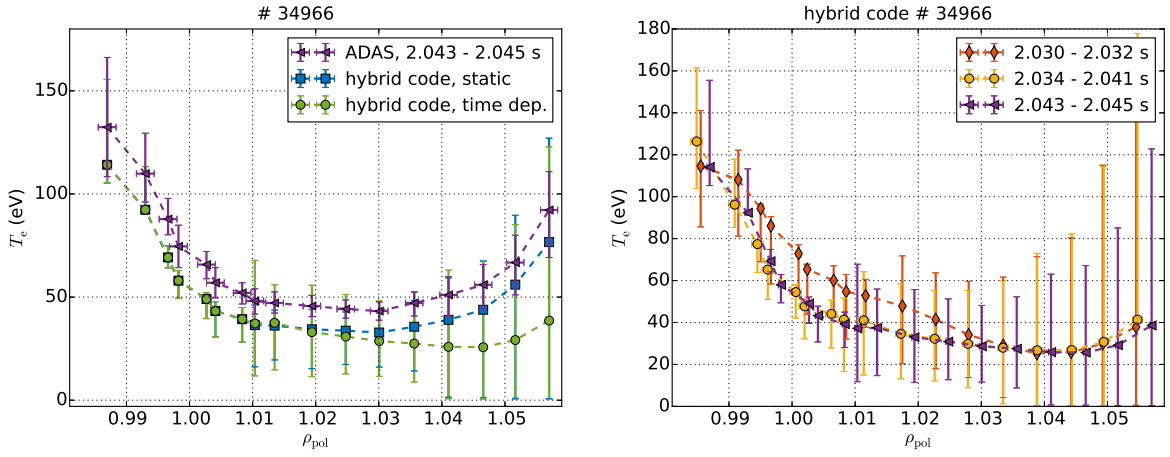 # 34966
ADAS, 2.043 - 2.045 s
hybrid code, static
hybrid code, time dep.
150
100
50
0
T_e (eV)
0.99 1.00 1.01 1.02 1.03 1.04 1.05
ρ_pol
hybrid code # 34966
2.030 - 2.032 s
2.034 - 2.041 s
2.043 - 2.045 s
180
160
140
120
100
80
60
40
20
0
T_e (eV)
0.99 1.00 1.01 1.02 1.03 1.04 1.05
ρ_pol